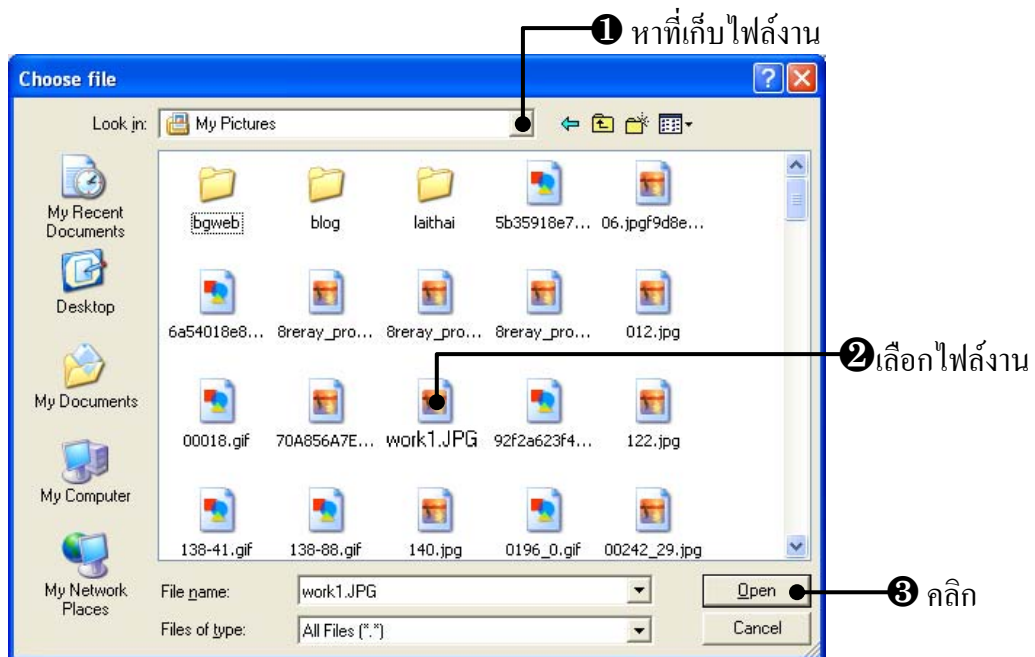 ❶ หาที่เก็บไฟล์งาน
Choose file
Look in: My Pictures
My Recent Documents
Desktop
My Documents
My Computer
My Network Places
bgweb blog laithai 5b35918e7... 06.jpgf9d8e...
6a54018e8... 8reray_pro... 8reray_pro... 8reray_pro... 012.jpg
❷เลือกไฟล์งาน
00018.gif 70A856A7E... work1.JPG 92f2a623f4... 122.jpg
138-41.gif 138-88.gif 140.jpg 0196_0.gif 00242_29.jpg
File name: work1.JPG Open
❸ คลิก
Files of type: All Files (*.*) Cancel